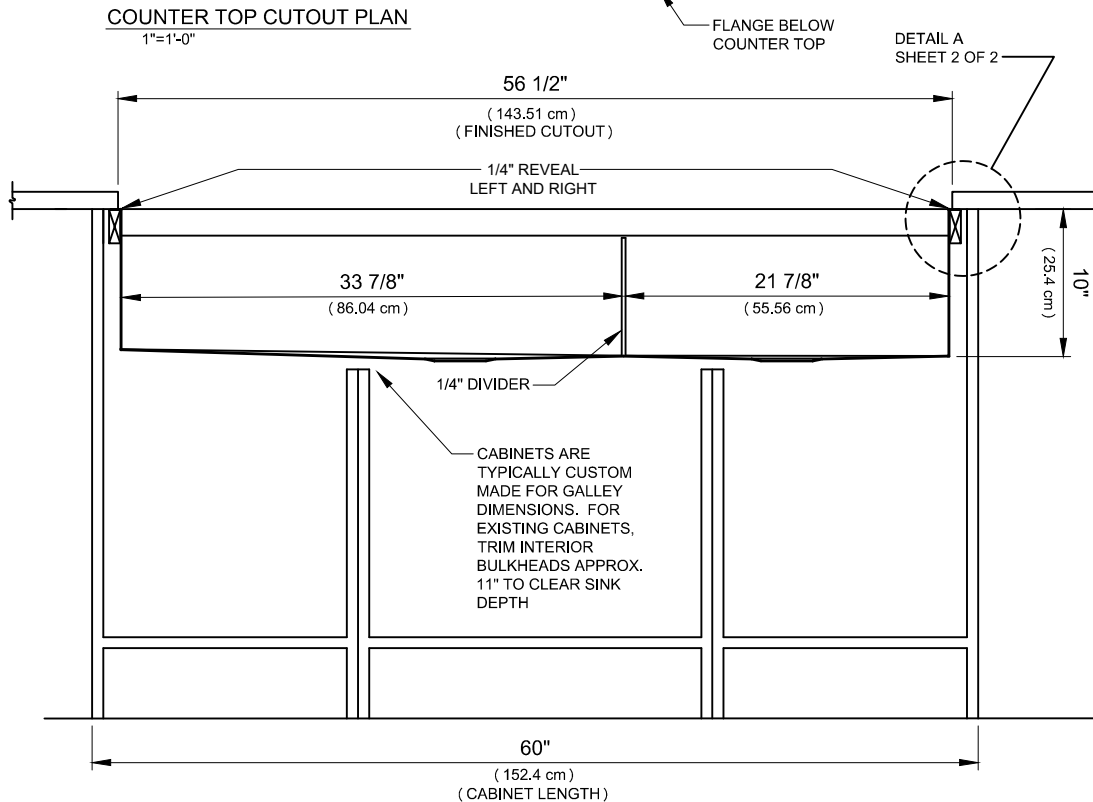 COUNTER TOP CUTOUT PLAN
1"=1'-0"
FLANGE BELOW
COUNTER TOP
DETAIL A
SHEET 2 OF 2
56 1/2"
( 143.51 cm )
( FINISHED CUTOUT )
1/4" REVEAL
LEFT AND RIGHT
33 7/8"
( 86.04 cm )
21 7/8"
( 55.56 cm )
10"
( 25.4 cm )
1/4" DIVIDER
CABINETS ARE
TYPICALLY CUSTOM
MADE FOR GALLEY
DIMENSIONS. FOR
EXISTING CABINETS,
TRIM INTERIOR
BULKHEADS APPROX.
11" TO CLEAR SINK
DEPTH
60"
( 152.4 cm )
( CABINET LENGTH )